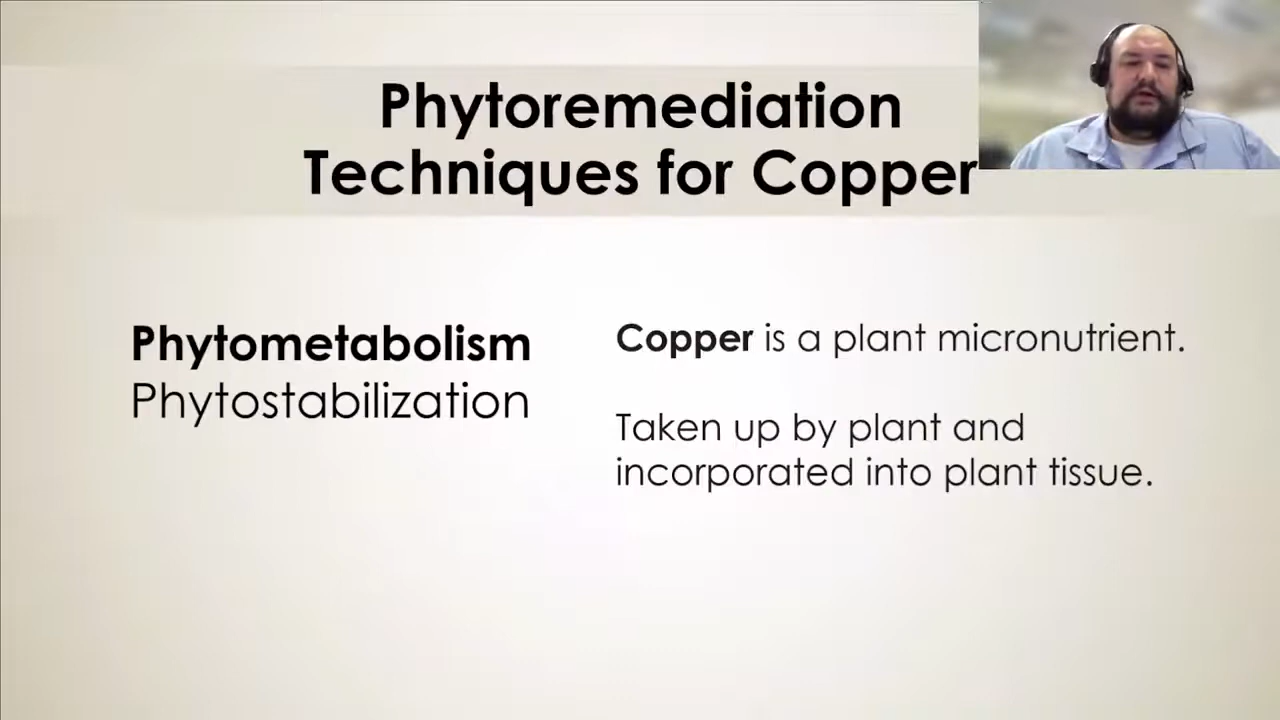 Phytoremediation
Techniques for Copper
Phytometabolism
Phytostabilization
Copper is a plant micronutrient.
Taken up by plant and
incorporated into plant tissue.